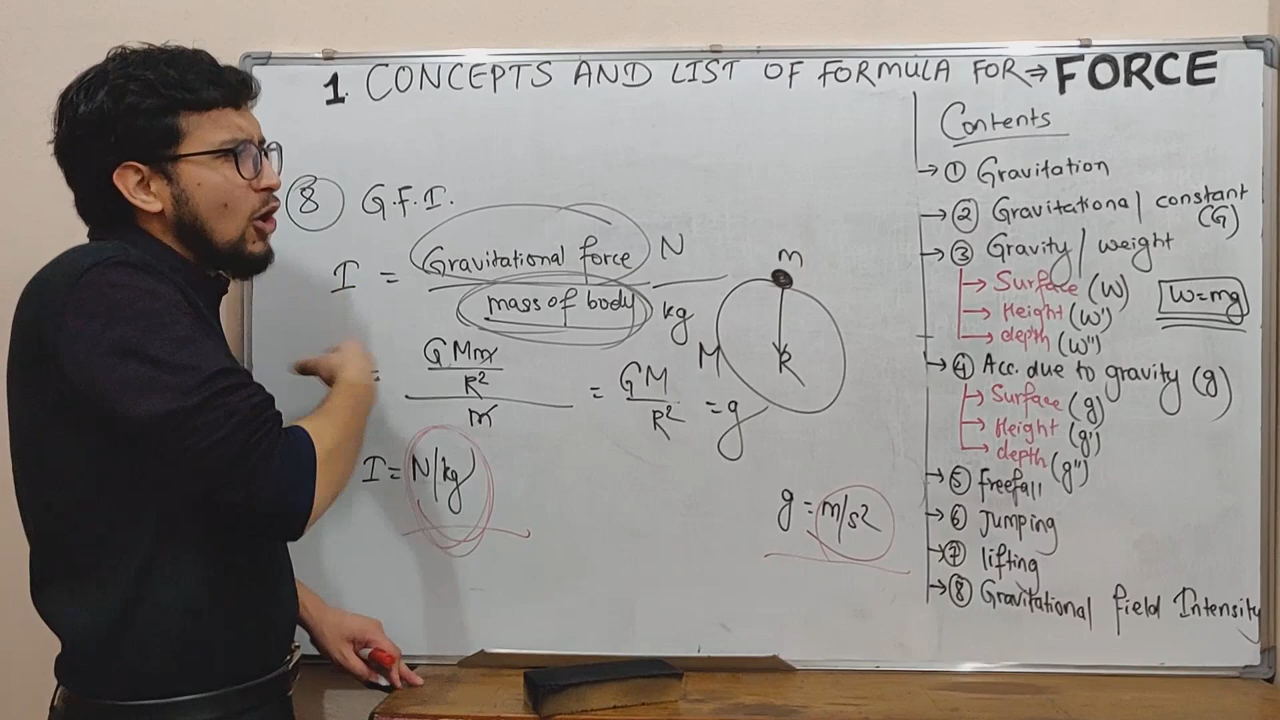 1. CONCEPTS AND LIST OF FORMULA FOR ⇒ FORCE
⑧ G.F.I.
I = Gravitational force / mass of body N / kg
= GMm/R² / m = GM/R² = g
I = N/kg
m
M
R
g = m/s²
Contents
→ ① Gravitation
→ ② Gravitational constant (G)
→ ③ Gravity/weight
→ Surface (W)
→ Height (W')
→ depth (W'')
W=mg
→ ④ Acc. due to gravity (g)
→ Surface (g)
→ Height (g')
→ depth (g'')
→ ⑤ freefall
→ ⑥ Jumping
→ ⑦ lifting
→ ⑧ Gravitational field Intensity